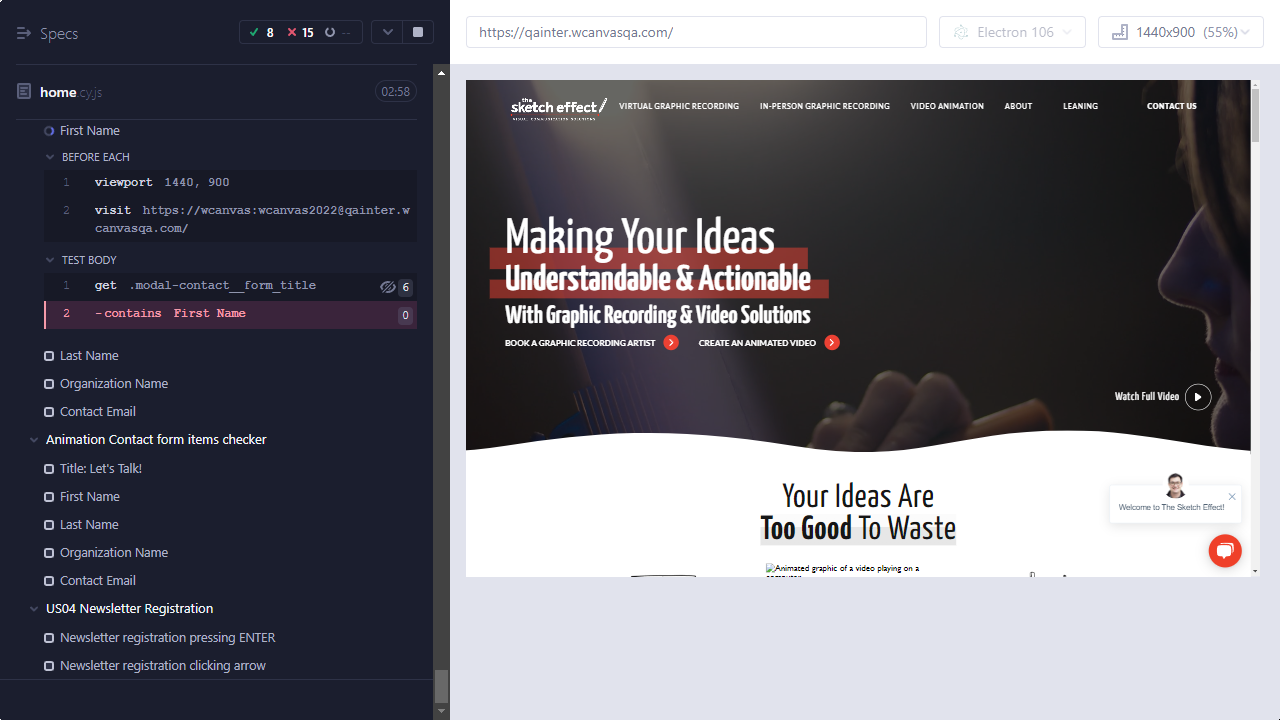 Specs
8 15 --
home.cy.js
02:58
First Name
BEFORE EACH
1 viewport 1440, 900
2 visit https://wcanvas:wcanvas2022@qainter.w
canvasqa.com/
TEST BODY
1 get .modal-contact__form_title 6
2 -contains First Name 0
Last Name
Organization Name
Contact Email
Animation Contact form items checker
Title: Let's Talk!
First Name
Last Name
Organization Name
Contact Email
US04 Newsletter Registration
Newsletter registration pressing ENTER
Newsletter registration clicking arrow
https://qainter.wcanvasqa.com/
Electron 106
1440x900 (55%)
the
sketch effect/
VISUAL COMMUNICATION SOLUTIONS
VIRTUAL GRAPHIC RECORDING
IN-PERSON GRAPHIC RECORDING
VIDEO ANIMATION
ABOUT
LEANING
CONTACT US
Making Your Ideas
Understandable & Actionable
With Graphic Recording & Video Solutions
BOOK A GRAPHIC RECORDING ARTIST
CREATE AN ANIMATED VIDEO
Watch Full Video
Your Ideas Are
Too Good To Waste
Welcome to The Sketch Effect!
Animated graphic of a video playing on a
computer